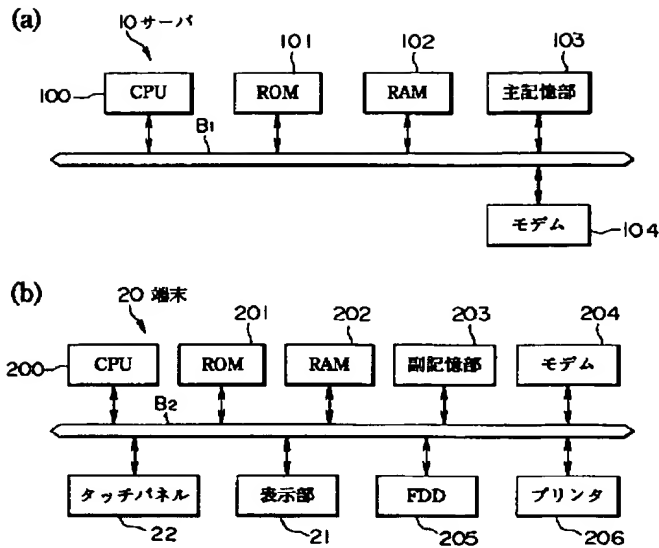 (a)
10 サーバ
101
102
103
100
CPU
ROM
RAM
主記憶部
B1
モデム
104
(b)
20 端末
201
202
203
204
200
CPU
ROM
RAM
副記憶部
モデム
B2
タッチパネル
表示部
FDD
プリンタ
22
21
205
206